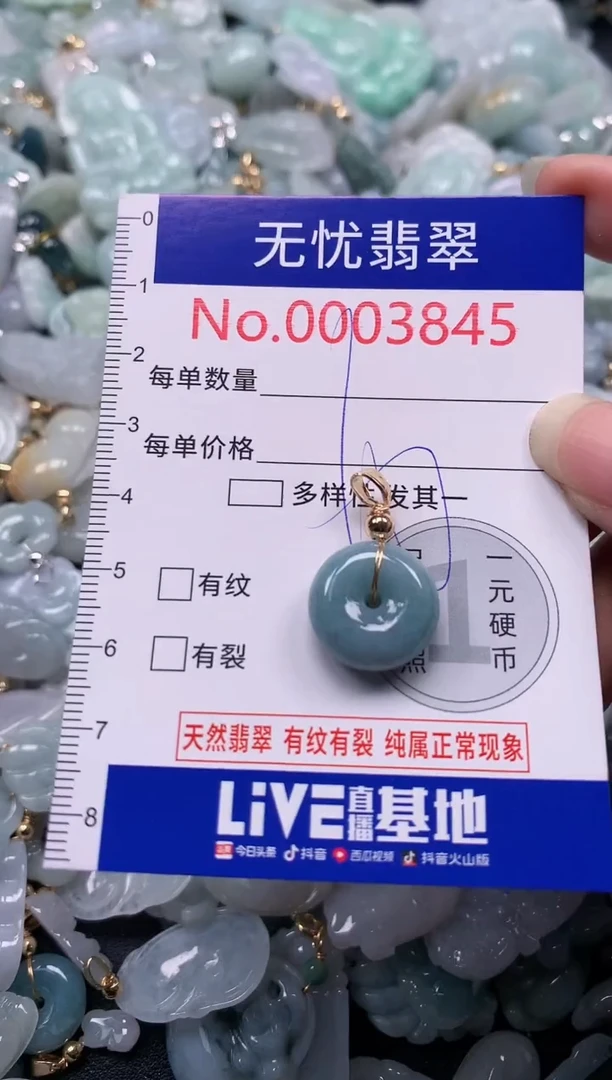 0
无忧翡翠
1
No.0003845
2
每单数量
3
每单价格
4
多样性发其一
5
有纹
一元硬币
1
6
有裂
照
7
天然翡翠 有纹有裂 纯属正常现象
8
LiVE直播基地
今日头条 抖音 西瓜视频 抖音火山版